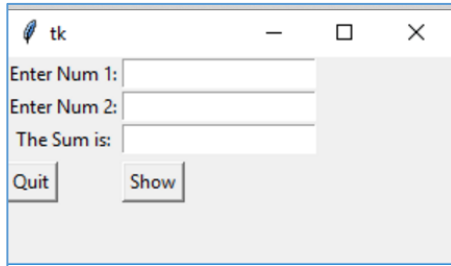 tk
Enter Num 1:
Enter Num 2:
The Sum is:
Quit Show